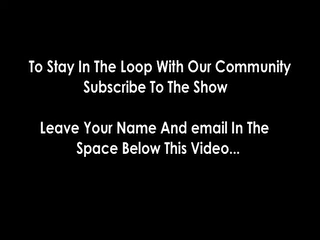 To Stay In The Loop With Our Community
Subscribe To The Show
Leave Your Name And email In The
Space Below This Video...